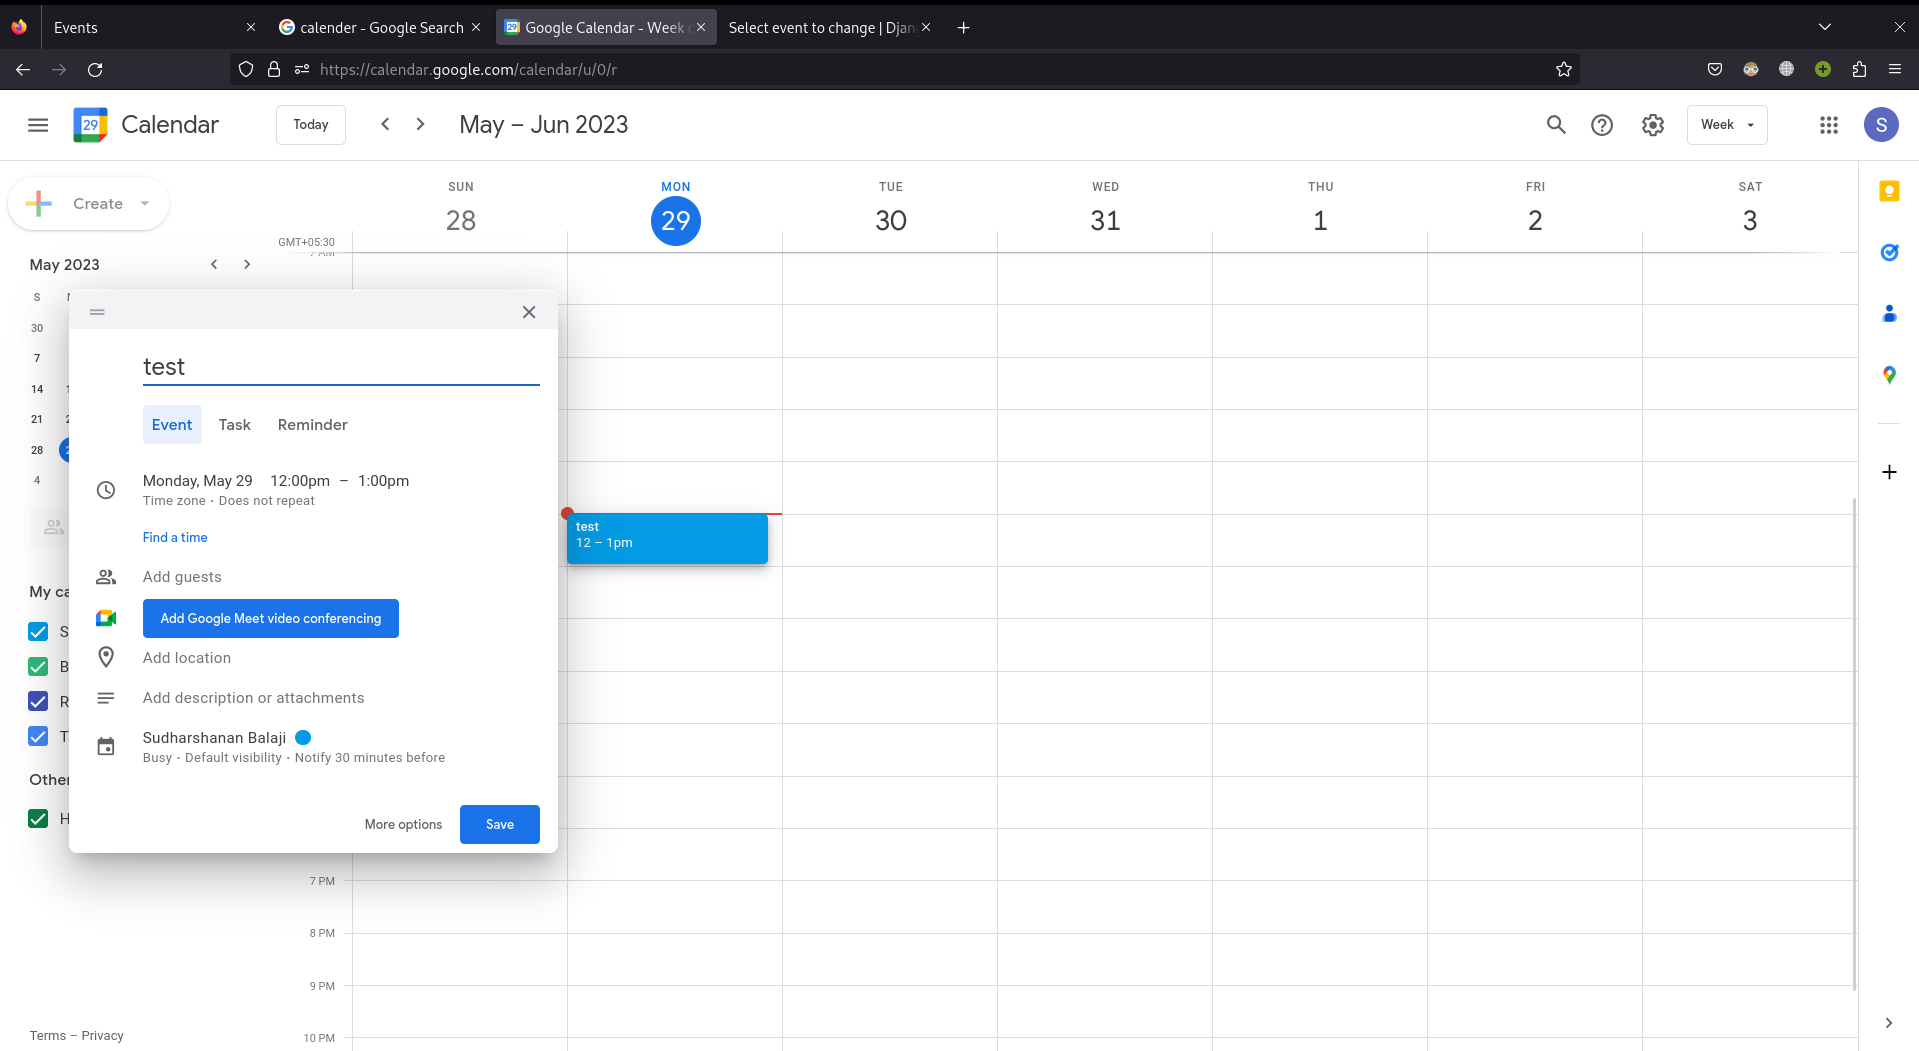 Events
calender - Google Search
Google Calendar - Week
Select event to change | Djan
https://calendar.google.com/calendar/u/0/r
29
Calendar
Today
May – Jun 2023
Week
S
Create
SUN
MON
TUE
WED
THU
FRI
SAT
28
29
30
31
1
2
3
GMT+05:30
7 AM
May 2023
S
30
7
14
21
28
4
test
Event
Task
Reminder
Monday, May 29 12:00pm – 1:00pm
Time zone · Does not repeat
Find a time
Add guests
Add Google Meet video conferencing
Add location
Add description or attachments
Sudharshanan Balaji
Busy · Default visibility · Notify 30 minutes before
More options
Save
test
12 – 1pm
My ca
S
B
R
T
Other
H
7 PM
8 PM
9 PM
10 PM
Terms – Privacy